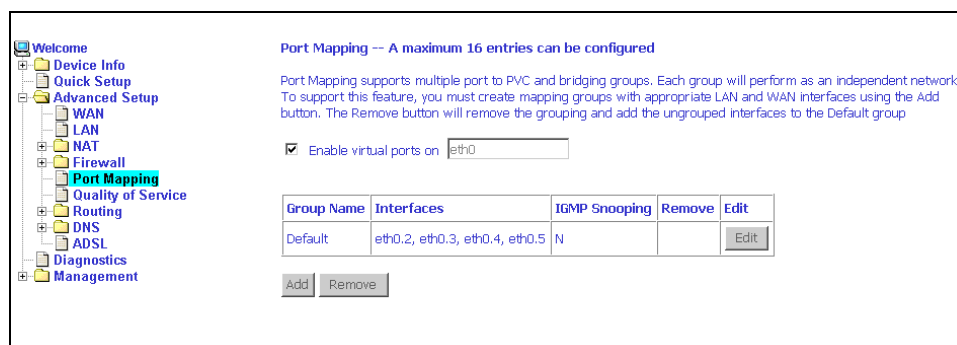 Welcome
Device Info
Quick Setup
Advanced Setup
WAN
LAN
NAT
Firewall
Port Mapping
Quality of Service
Routing
DNS
ADSL
Diagnostics
Management
Port Mapping -- A maximum 16 entries can be configured
Port Mapping supports multiple port to PVC and bridging groups. Each group will perform as an independent network
To support this feature, you must create mapping groups with appropriate LAN and WAN interfaces using the Add
button. The Remove button will remove the grouping and add the ungrouped interfaces to the Default group
Enable virtual ports on eth0
Group Name Interfaces IGMP Snooping Remove Edit
Default eth0.2, eth0.3, eth0.4, eth0.5 N Edit
Add Remove